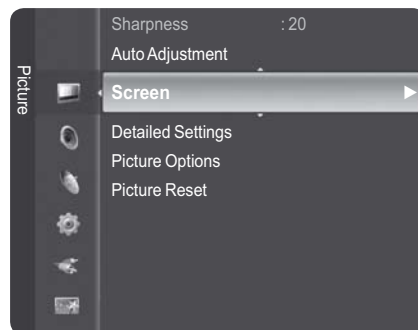 Picture
Sharpness : 20
Auto Adjustment
Screen
Detailed Settings
Picture Options
Picture Reset